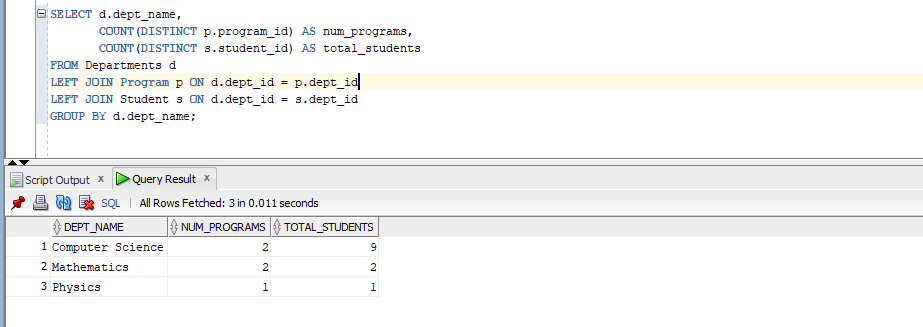 SELECT d.dept_name,
COUNT(DISTINCT p.program_id) AS num_programs,
COUNT(DISTINCT s.student_id) AS total_students
FROM Departments d
LEFT JOIN Program p ON d.dept_id = p.dept_id
LEFT JOIN Student s ON d.dept_id = s.dept_id
GROUP BY d.dept_name;
Script Output x Query Result x
SQL | All Rows Fetched: 3 in 0.011 seconds
DEPT_NAME NUM_PROGRAMS TOTAL_STUDENTS
1 Computer Science 2 9
2 Mathematics 2 2
3 Physics 1 1